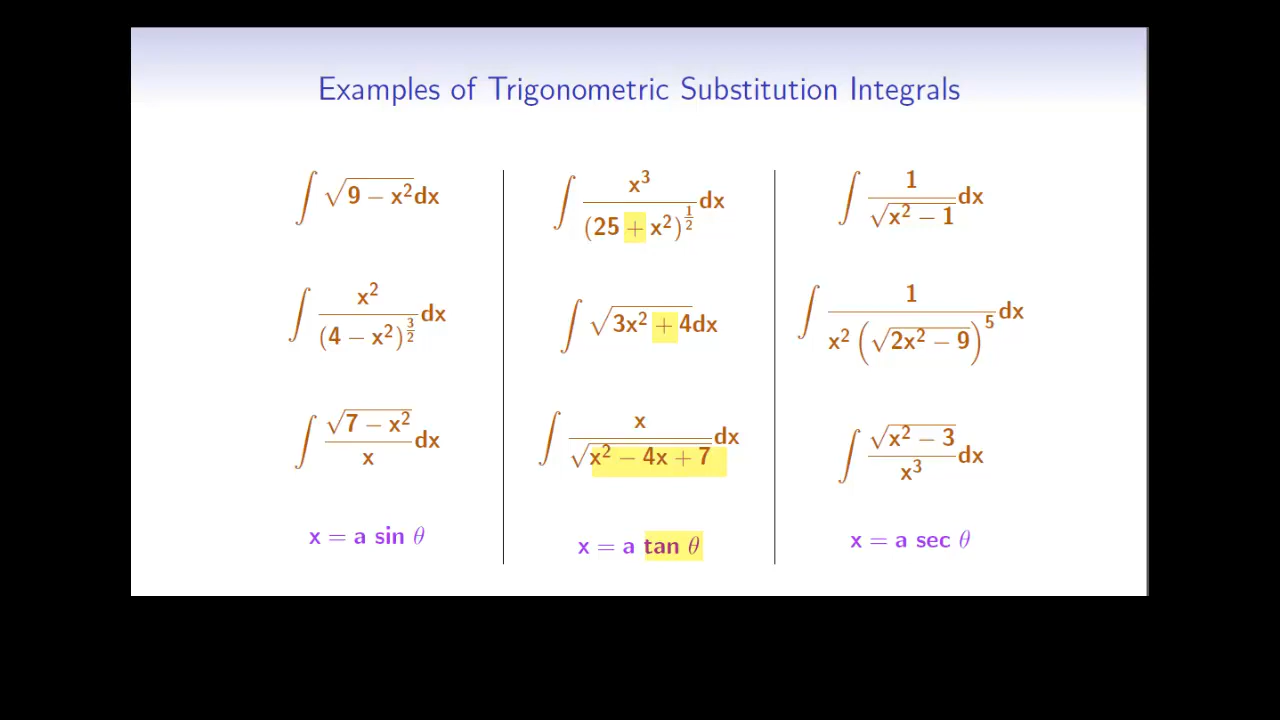 Examples of Trigonometric Substitution Integrals
∫ √(9 − x²) dx
∫ x² / (4 − x²)^(3/2) dx
∫ √(7 − x²) / x dx
x = a sin θ
∫ x³ / (25 + x²)^(1/2) dx
∫ √(3x² + 4) dx
∫ x / √(x² − 4x + 7) dx
x = a tan θ
∫ 1 / √(x² − 1) dx
∫ 1 / (x² (√(2x² − 9))⁵) dx
∫ √(x² − 3) / x³ dx
x = a sec θ